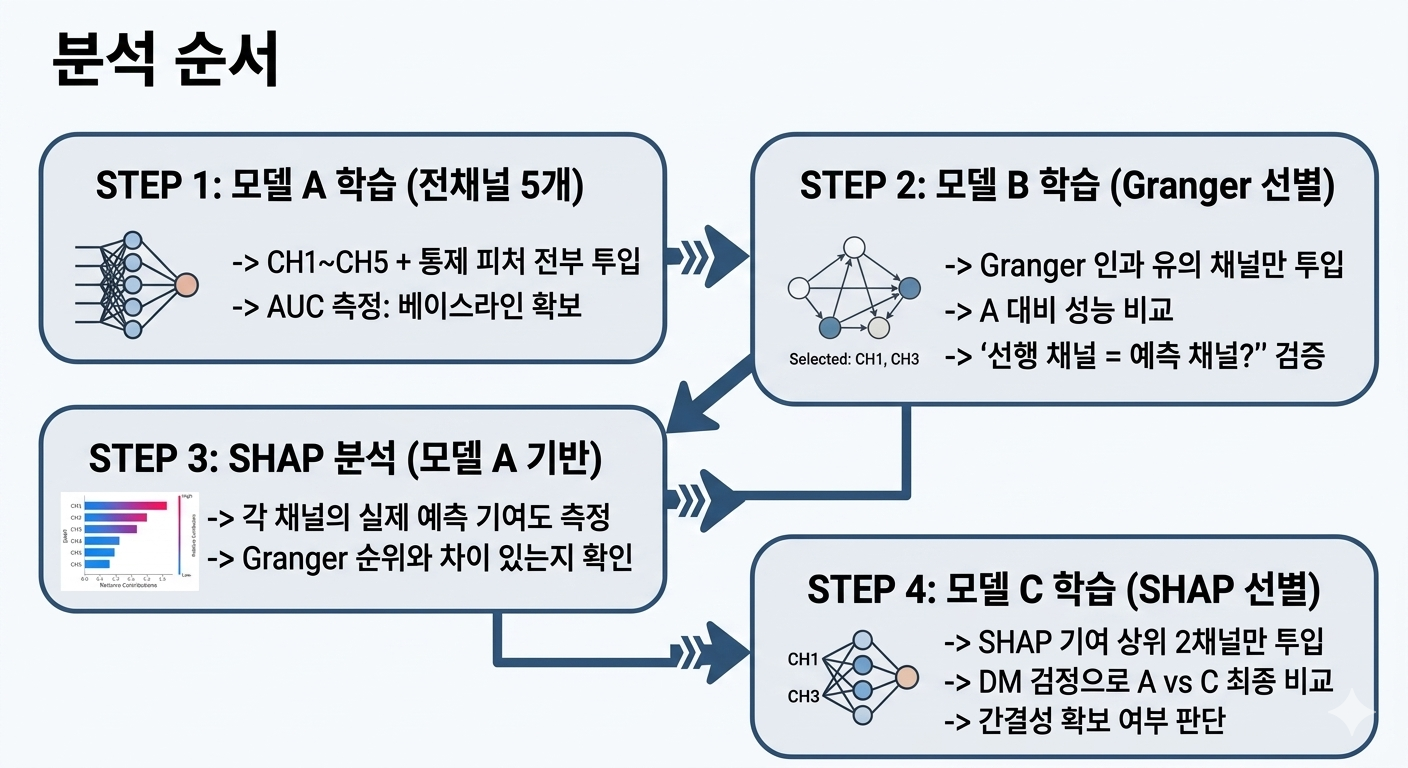 분석 순서
STEP 1: 모델 A 학습 (전채널 5개)
-> CH1~CH5 + 통제 피처 전부 투입
-> AUC 측정: 베이스라인 확보
STEP 2: 모델 B 학습 (Granger 선별)
-> Granger 인과 유의 채널만 투입
-> A 대비 성능 비교
-> ‘선행 채널 = 예측 채널?” 검증
Selected: CH1, CH3
STEP 3: SHAP 분석 (모델 A 기반)
CH1
CH2
CH3
CH4
CH5
CH5
High
Low
-> 각 채널의 실제 예측 기여도 측정
-> Granger 순위와 차이 있는지 확인
STEP 4: 모델 C 학습 (SHAP 선별)
CH1
CH3
-> SHAP 기여 상위 2채널만 투입
-> DM 검정으로 A vs C 최종 비교
-> 간결성 확보 여부 판단